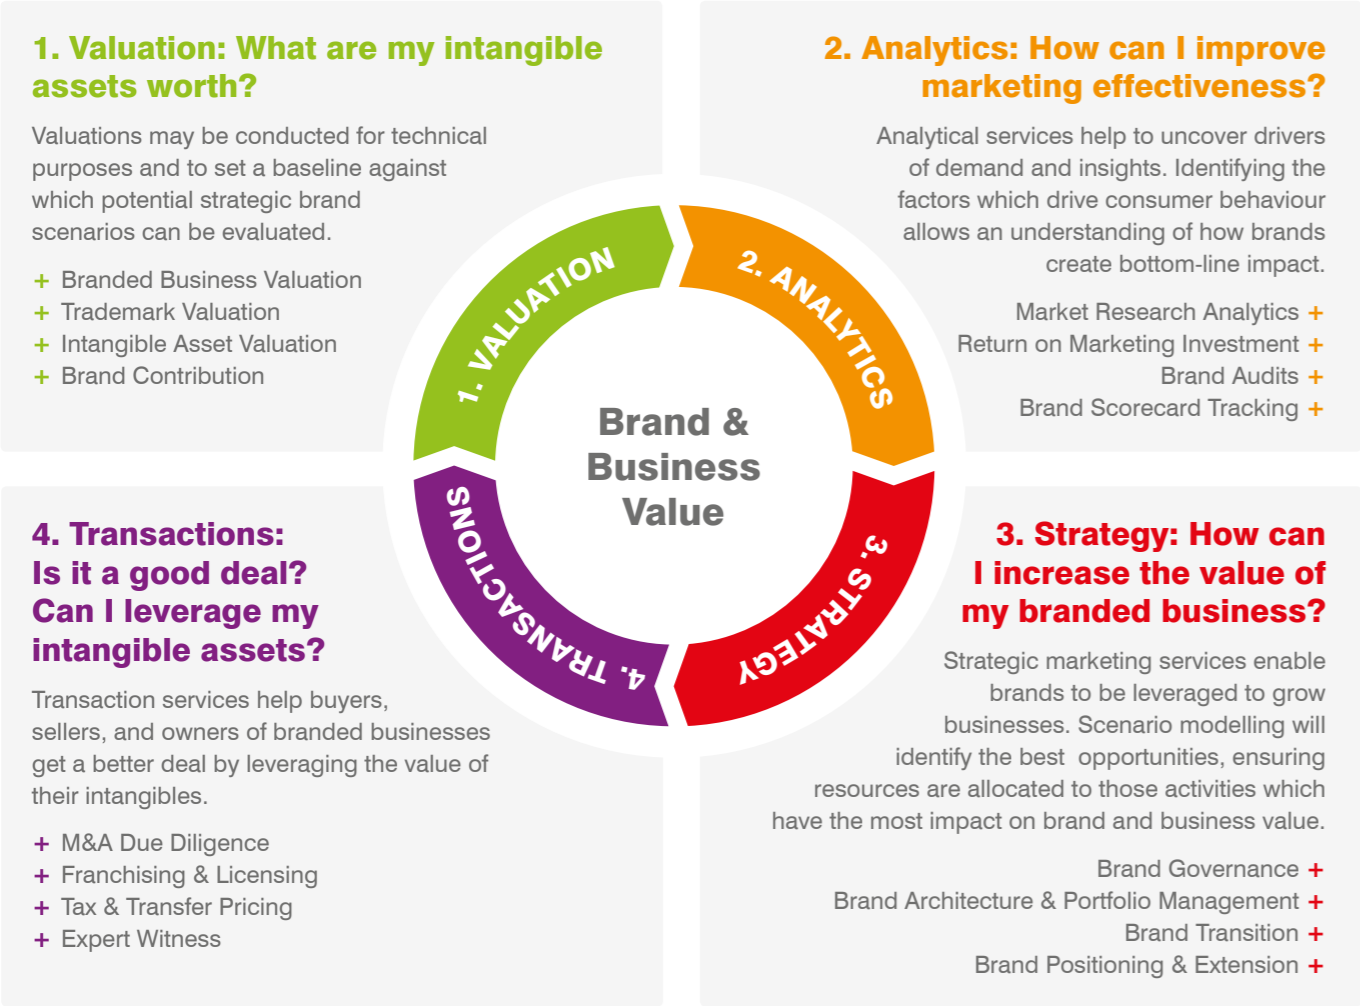 1. Valuation: What are my intangible
assets worth?
Valuations may be conducted for technical
purposes and to set a baseline against
which potential strategic brand
scenarios can be evaluated.
+ Branded Business Valuation
+ Trademark Valuation
+ Intangible Asset Valuation
+ Brand Contribution
2. Analytics: How can I improve
marketing effectiveness?
Analytical services help to uncover drivers
of demand and insights. Identifying the
factors which drive consumer behaviour
allows an understanding of how brands
create bottom-line impact.
Market Research Analytics +
Return on Marketing Investment +
Brand Audits +
Brand Scorecard Tracking +
1. VALUATION
2. ANALYTICS
3. STRATEGY
4. TRANSACTIONS
Brand &
Business
Value
4. Transactions:
Is it a good deal?
Can I leverage my
intangible assets?
Transaction services help buyers,
sellers, and owners of branded businesses
get a better deal by leveraging the value of
their intangibles.
+ M&A Due Diligence
+ Franchising & Licensing
+ Tax & Transfer Pricing
+ Expert Witness
3. Strategy: How can
I increase the value of
my branded business?
Strategic marketing services enable
brands to be leveraged to grow
businesses. Scenario modelling will
identify the best opportunities, ensuring
resources are allocated to those activities which
have the most impact on brand and business value.
Brand Governance +
Brand Architecture & Portfolio Management +
Brand Transition +
Brand Positioning & Extension +